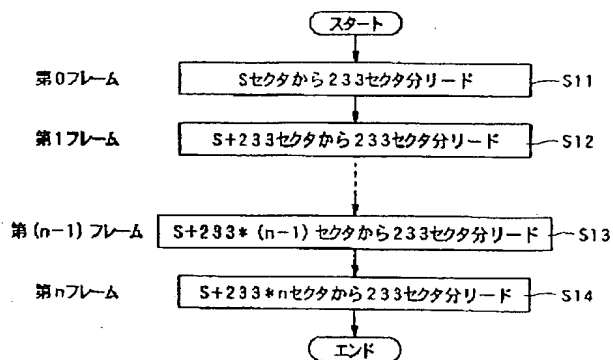 スタート
第0フレーム Sセクタから233セクタ分リード S11
第1フレーム S+233セクタから233セクタ分リード S12
第(n-1)フレーム S+233*(n-1)セクタから233セクタ分リード S13
第nフレーム S+233*nセクタから233セクタ分リード S14
エンド